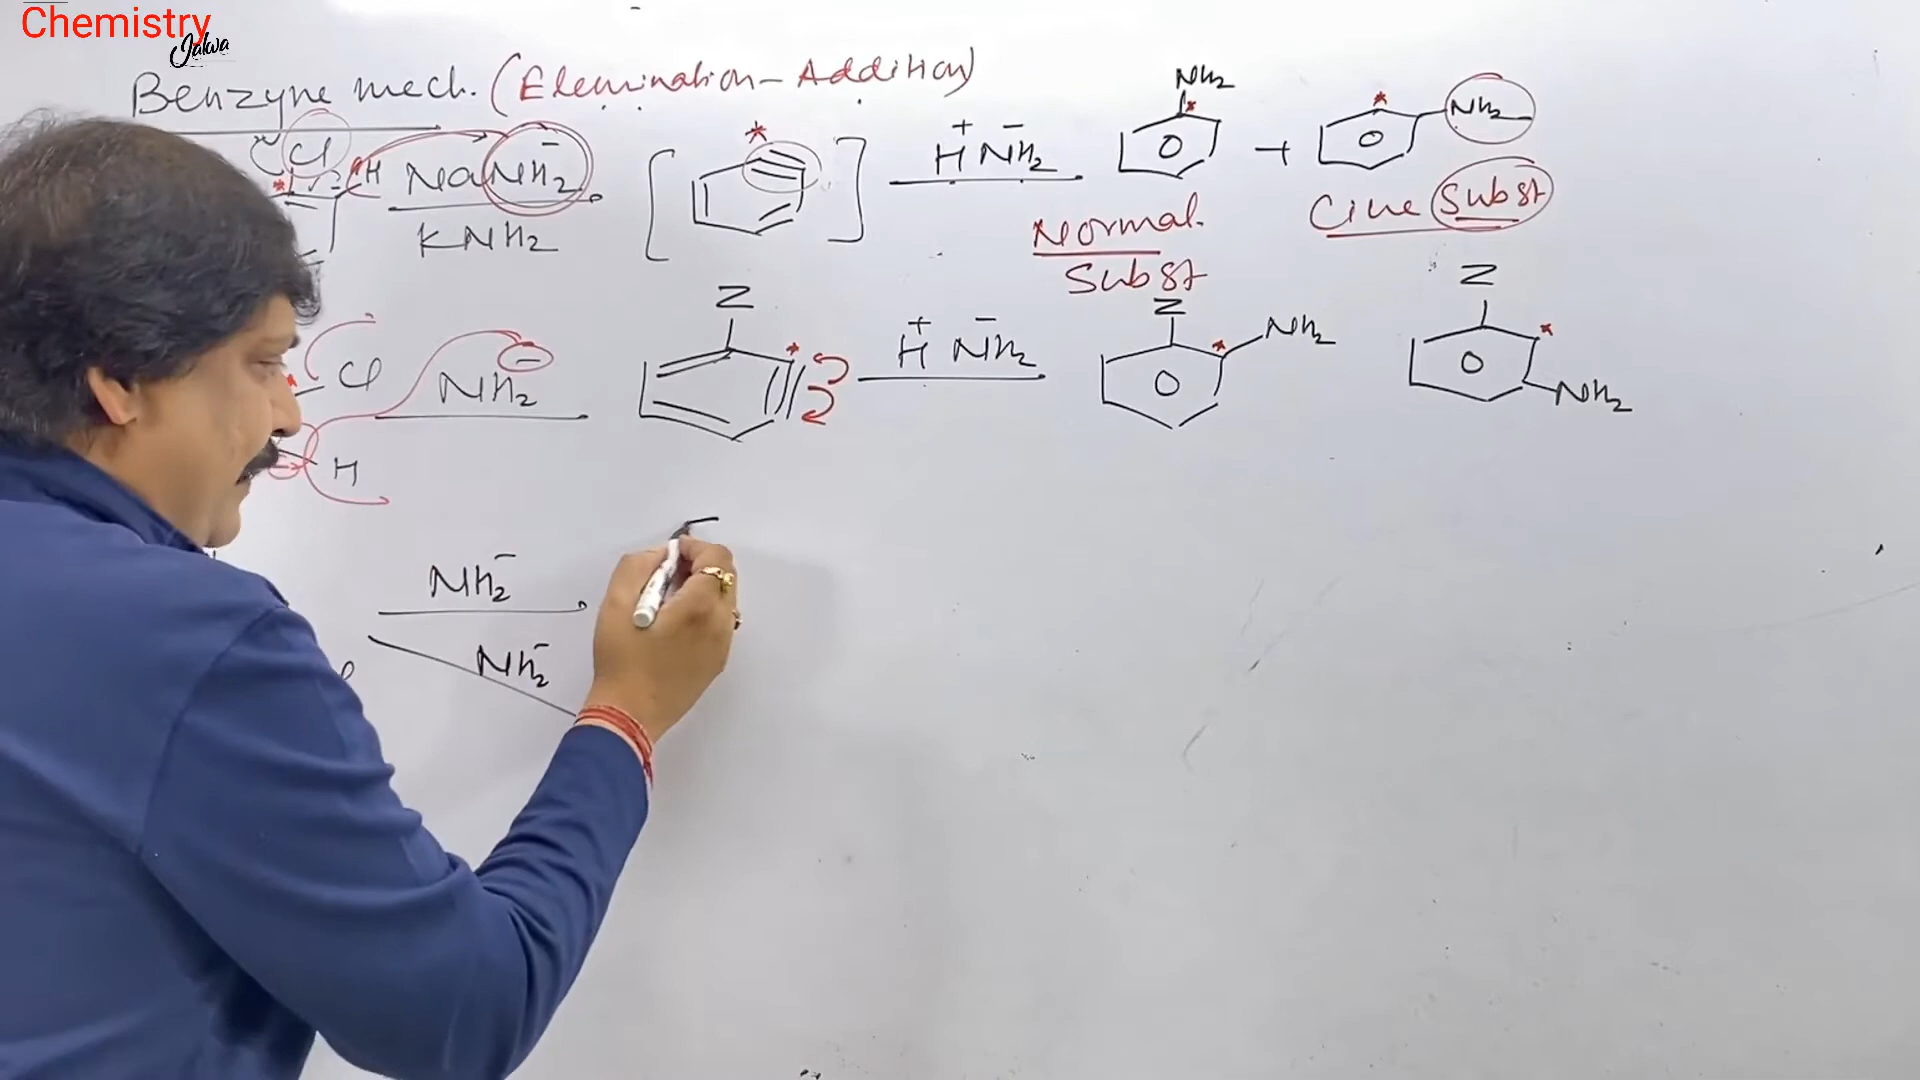 Chemistry
Jalwa
Benzyne mech. (Elemination-Addition)
Cl
H
NaNH₂⁻
KNH₂
*
H⁺ NH₂⁻
NH₂
*
+
*
NH₂
Normal
Subst
Cine Subst
Z
*
H⁺ NH₂⁻
Z
*
NH₂
Z
*
NH₂
Cl
NH₂⁻
H
NH₂⁻
NH₂⁻